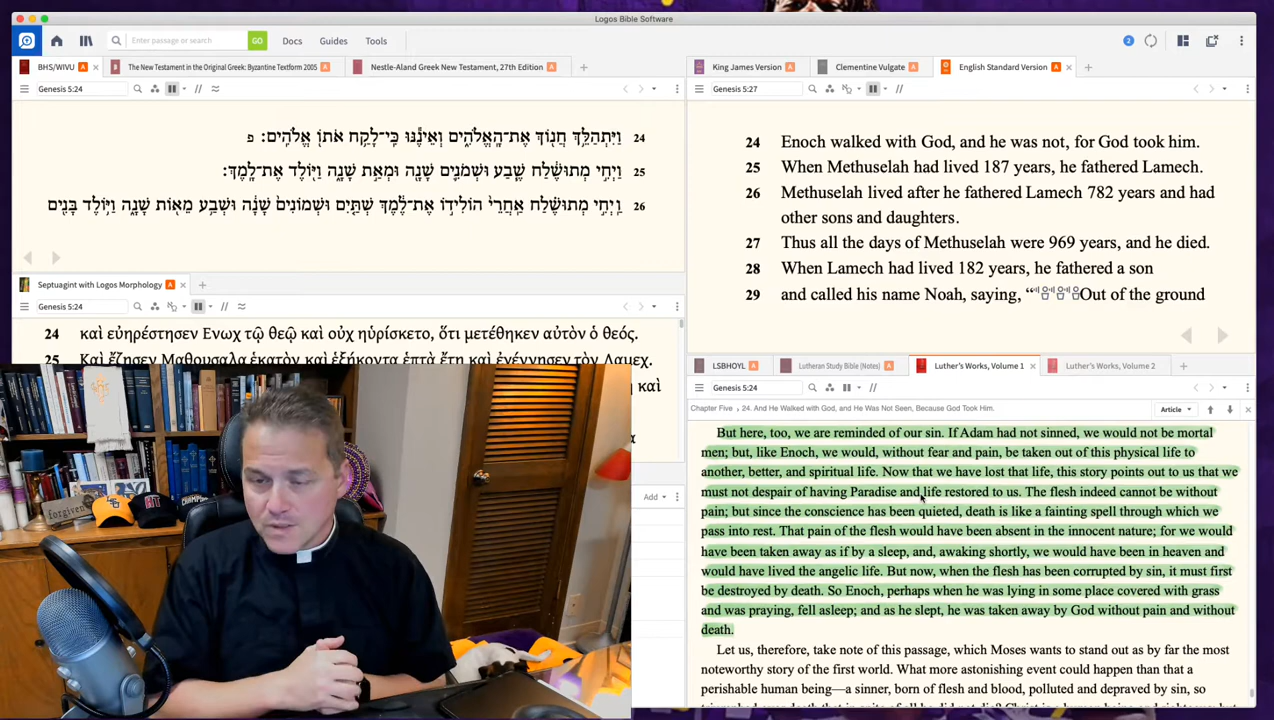 Logos Bible Software
Enter passage or search
GO
Docs
Guides
Tools
2
BHS/WIVU A
The New Testament in the Original Greek: Byzantine Textform 2005 A
Nestle-Aland Greek New Testament, 27th Edition A
Genesis 5:24
24 וַיִּתְהַלֵּ֥ךְ חֲנ֖וֹךְ אֶת־הָֽאֱלֹהִ֑ים וְאֵינֶ֕נּוּ כִּֽי־לָקַ֥ח אֹת֖וֹ אֱלֹהִֽים׃ פ
25 וַיְחִ֣י מְתוּשֶׁ֔לַח שֶׁ֧בַע וּשְׁמֹנִ֛ים שָׁנָ֖ה וּמְאַ֣ת שָׁנָ֑ה וַיּ֖וֹלֶד אֶת־לָֽמֶךְ׃
26 וַֽיְחִ֣י מְתוּשֶׁ֗לַח אַֽחֲרֵי֙ הוֹלִיד֣וֹ אֶת־לֶ֔מֶךְ שְׁתַּ֤יִם וּשְׁמוֹנִים֙ שָׁנָ֔ה וּשְׁבַ֥ע מֵא֖וֹת שָׁנָ֑ה וַיּ֥וֹלֶד בָּנִ֖ים
Septuagint with Logos Morphology A
Genesis 5:24
24 καὶ εὐηρέστησεν Ενωχ τῷ θεῷ καὶ οὐχ ηὑρίσκετο, ὅτι μετέθηκεν αὐτὸν ὁ θεός.
25 Καὶ ἔζησεν Μαθουσαλα ἑκατὸν καὶ ἑξήκοντα ἑπτὰ ἔτη καὶ ἐγέννησεν τὸν Λαμεχ.
καὶ
Add
King James Version A
Clementine Vulgate A
English Standard Version A
Genesis 5:27
24 Enoch walked with God, and he was not, for God took him.
25 When Methuselah had lived 187 years, he fathered Lamech.
26 Methuselah lived after he fathered Lamech 782 years and had
other sons and daughters.
27 Thus all the days of Methuselah were 969 years, and he died.
28 When Lamech had lived 182 years, he fathered a son
29 and called his name Noah, saying, “Out of the ground
LSBHOYL A
Lutheran Study Bible (Notes) A
Luther's Works, Volume 1
Luther's Works, Volume 2
Genesis 5:24
Chapter Five › 24. And He Walked with God, and He Was Not Seen, Because God Took Him.
Article
But here, too, we are reminded of our sin. If Adam had not sinned, we would not be mortal
men; but, like Enoch, we would, without fear and pain, be taken out of this physical life to
another, better, and spiritual life. Now that we have lost that life, this story points out to us that we
must not despair of having Paradise and life restored to us. The flesh indeed cannot be without
pain; but since the conscience has been quieted, death is like a fainting spell through which we
pass into rest. That pain of the flesh would have been absent in the innocent nature; for we would
have been taken away as if by a sleep, and, awaking shortly, we would have been in heaven and
would have lived the angelic life. But now, when the flesh has been corrupted by sin, it must first
be destroyed by death. So Enoch, perhaps when he was lying in some place covered with grass
and was praying, fell asleep; and as he slept, he was taken away by God without pain and without
death.
Let us, therefore, take note of this passage, which Moses wants to stand out as by far the most
noteworthy story of the first world. What more astonishing event could happen than that a
perishable human being—a sinner, born of flesh and blood, polluted and depraved by sin, so